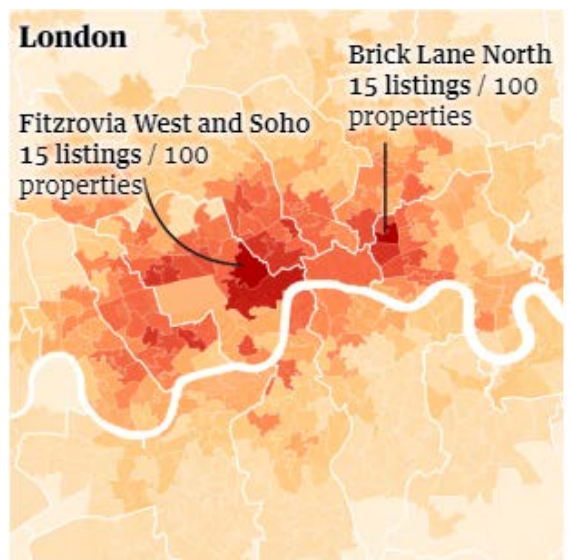 London
Fitzrovia West and Soho
15 listings / 100
properties
Brick Lane North
15 listings / 100
properties